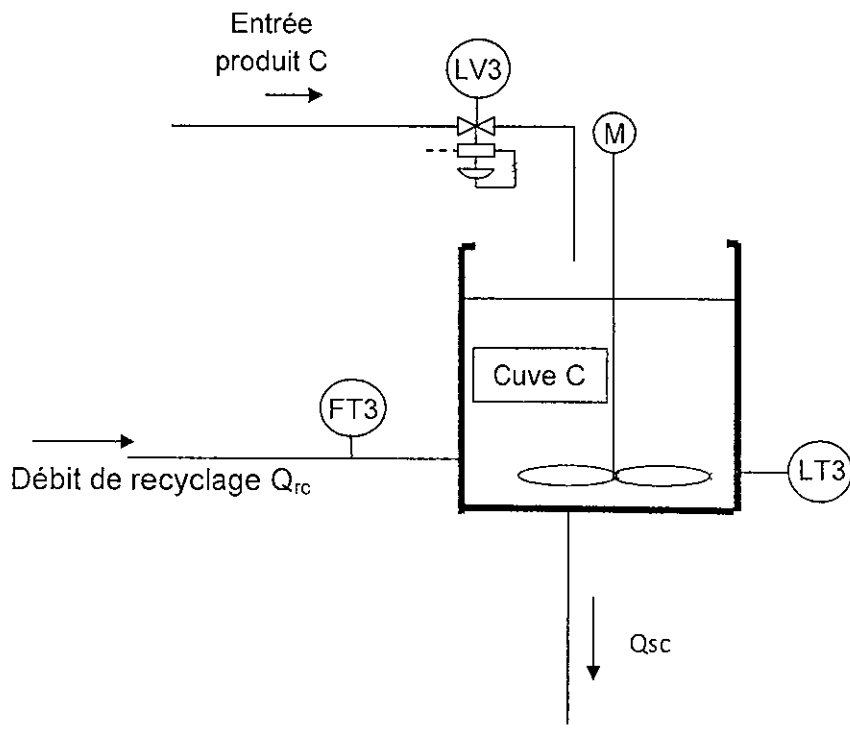 Entrée
produit C
LV3
M
Cuve C
FT3
Débit de recyclage Qrc
LT3
Qsc